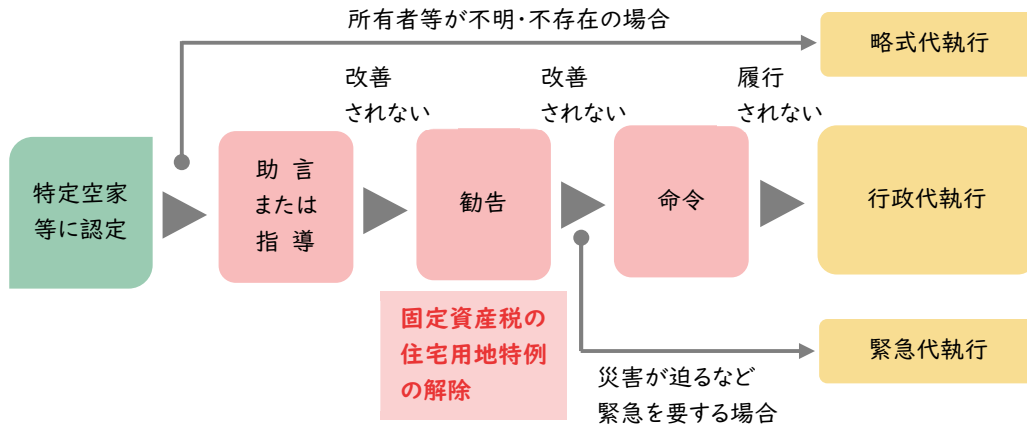 所有者等が不明・不存在の場合
略式代執行
改善
されない
改善
されない
履行
されない
特定空家
等に認定
助 言
または
指 導
勧告
命令
行政代執行
固定資産税の
住宅用地特例
の解除
緊急代執行
災害が迫るなど
緊急を要する場合